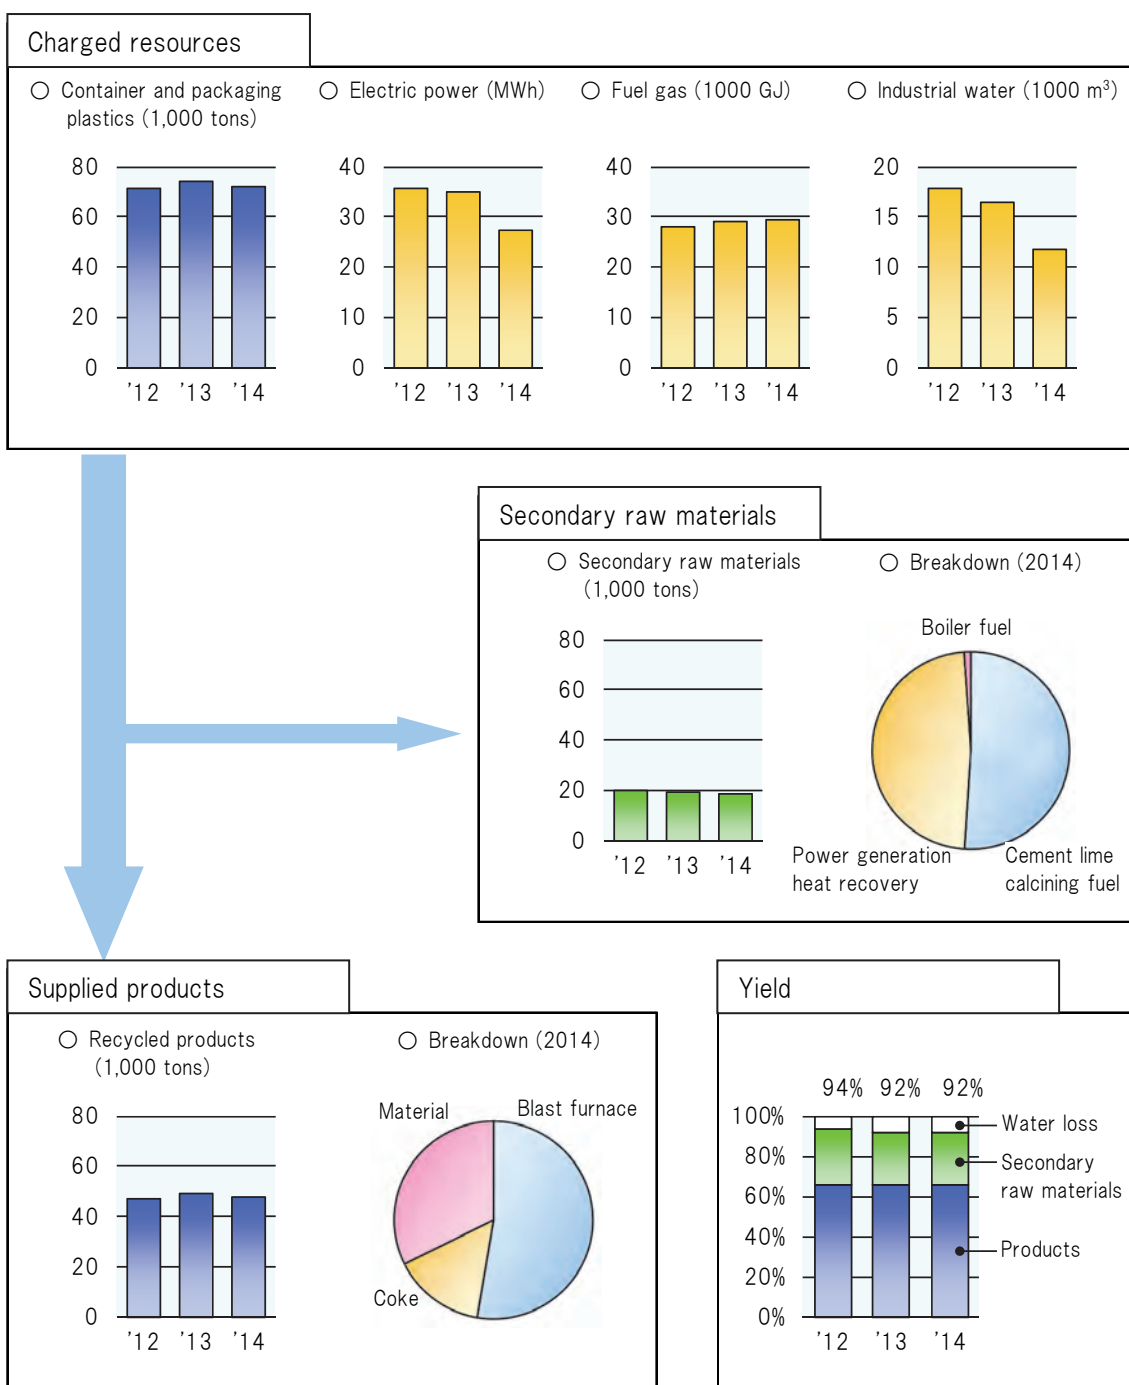 Charged resources
○ Container and packaging
plastics (1,000 tons)
80
60
40
20
0
'12 '13 '14
○ Electric power (MWh)
40
30
20
10
0
'12 '13 '14
○ Fuel gas (1000 GJ)
40
30
20
10
0
'12 '13 '14
○ Industrial water (1000 m³)
20
15
10
5
0
'12 '13 '14
Secondary raw materials
○ Secondary raw materials
(1,000 tons)
80
60
40
20
0
'12 '13 '14
○ Breakdown (2014)
Boiler fuel
Power generation
heat recovery
Cement lime
calcining fuel
Supplied products
○ Recycled products
(1,000 tons)
80
60
40
20
0
'12 '13 '14
○ Breakdown (2014)
Material
Blast furnace
Coke
Yield
94% 92% 92%
100%
80%
60%
40%
20%
0%
'12 '13 '14
Water loss
Secondary
raw materials
Products